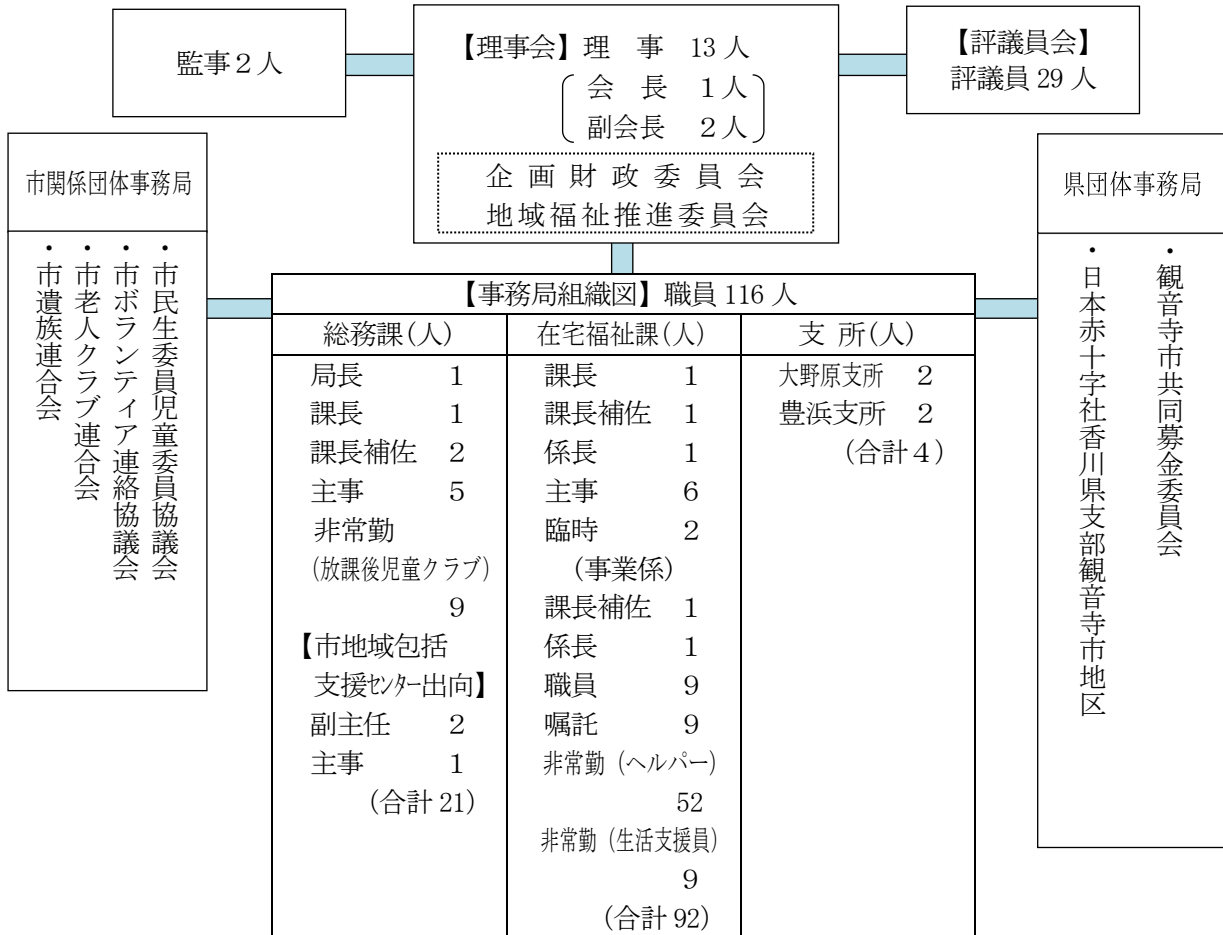 監事２人
【理事会】理　事　13人
会　長　１人
副会長　２人
企画財政委員会
地域福祉推進委員会
【評議員会】
評議員 29 人
市関係団体事務局
・市民生委員児童委員協議会
・市ボランティア連絡協議会
・市老人クラブ連合会
・市遺族連合会
県団体事務局
・観音寺市共同募金委員会
・日本赤十字社香川県支部観音寺市地区
【事務局組織図】職員 116 人
総務課(人)
局長　1
課長　1
課長補佐　2
主事　5
非常勤
(放課後児童クラブ)
9
【市地域包括
支援センター出向】
副主任　2
主事　1
(合計 21)
在宅福祉課(人)
課長　1
課長補佐　1
係長　1
主事　6
臨時　2
(事業係)
課長補佐　1
係長　1
職員　9
嘱託　9
非常勤（ヘルパー）
52
非常勤（生活支援員）
9
(合計 92)
支 所(人)
大野原支所　2
豊浜支所　2
(合計４)